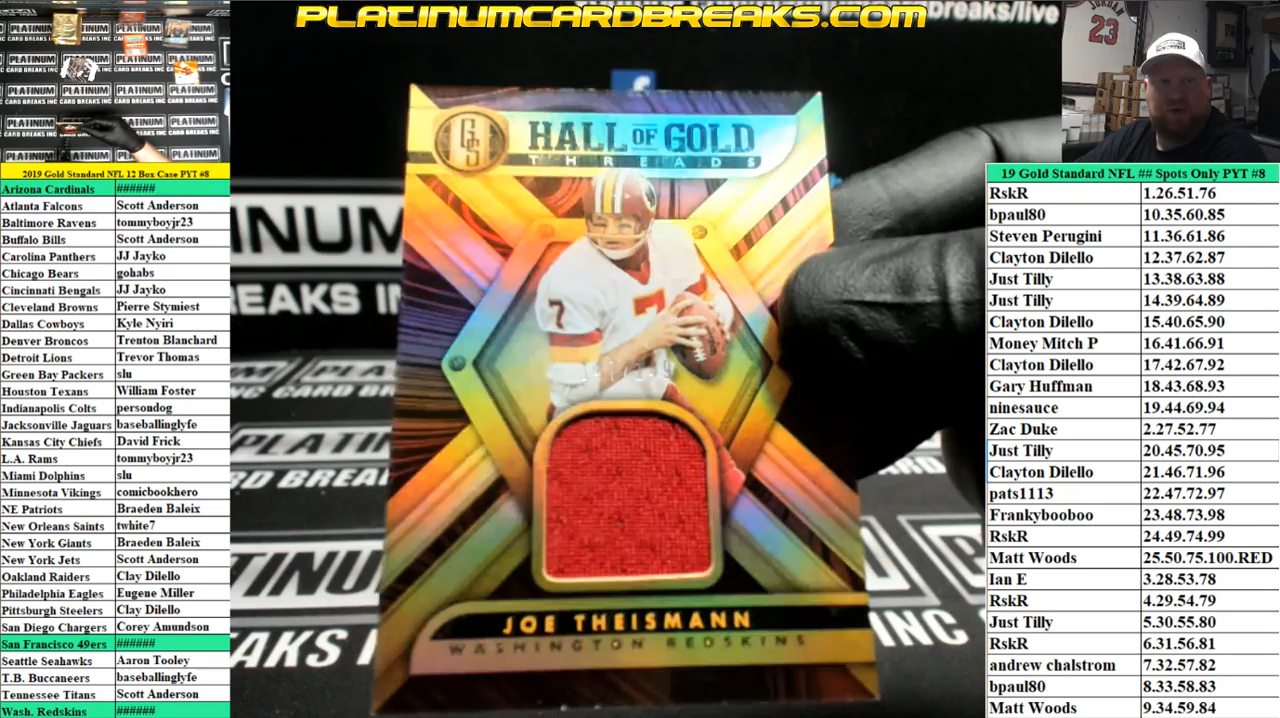 PLATINUMCARDBREAKS.COM
breaks/live
JORDAN
23
2019 Gold Standard NFL 12 Box Case PYT #8
Arizona Cardinals ######
Atlanta Falcons Scott Anderson
Baltimore Ravens tommyboyjr23
Buffalo Bills Scott Anderson
Carolina Panthers JJ Jayko
Chicago Bears gohabs
Cincinnati Bengals JJ Jayko
Cleveland Browns Pierre Stymiest
Dallas Cowboys Kyle Nyiri
Denver Broncos Trenton Blanchard
Detroit Lions Trevor Thomas
Green Bay Packers slu
Houston Texans William Foster
Indianapolis Colts persondog
Jacksonville Jaguars baseballinglyfe
Kansas City Chiefs David Frick
L.A. Rams tommyboyjr23
Miami Dolphins slu
Minnesota Vikings comicbookhero
NE Patriots Braeden Baleix
New Orleans Saints twhite7
New York Giants Braeden Baleix
New York Jets Scott Anderson
Oakland Raiders Clay Dilello
Philadelphia Eagles Eugene Miller
Pittsburgh Steelers Clay Dilello
San Diego Chargers Corey Amundson
San Francisco 49ers ######
Seattle Seahawks Aaron Tooley
T.B. Buccaneers baseballinglyfe
Tennessee Titans Scott Anderson
Wash. Redskins ######
GS
HALL OF GOLD
THREADS
7
7
JOE THEISMANN
WASHINGTON REDSKINS
19 Gold Standard NFL ## Spots Only PYT #8
RskR 1.26.51.76
bpaul80 10.35.60.85
Steven Perugini 11.36.61.86
Clayton Dilello 12.37.62.87
Just Tilly 13.38.63.88
Just Tilly 14.39.64.89
Clayton Dilello 15.40.65.90
Money Mitch P 16.41.66.91
Clayton Dilello 17.42.67.92
Gary Huffman 18.43.68.93
ninesauce 19.44.69.94
Zac Duke 2.27.52.77
Just Tilly 20.45.70.95
Clayton Dilello 21.46.71.96
pats1113 22.47.72.97
Frankybooboo 23.48.73.98
RskR 24.49.74.99
Matt Woods 25.50.75.100.RED
Ian E 3.28.53.78
RskR 4.29.54.79
Just Tilly 5.30.55.80
RskR 6.31.56.81
andrew chalstrom 7.32.57.82
bpaul80 8.33.58.83
Matt Woods 9.34.59.84